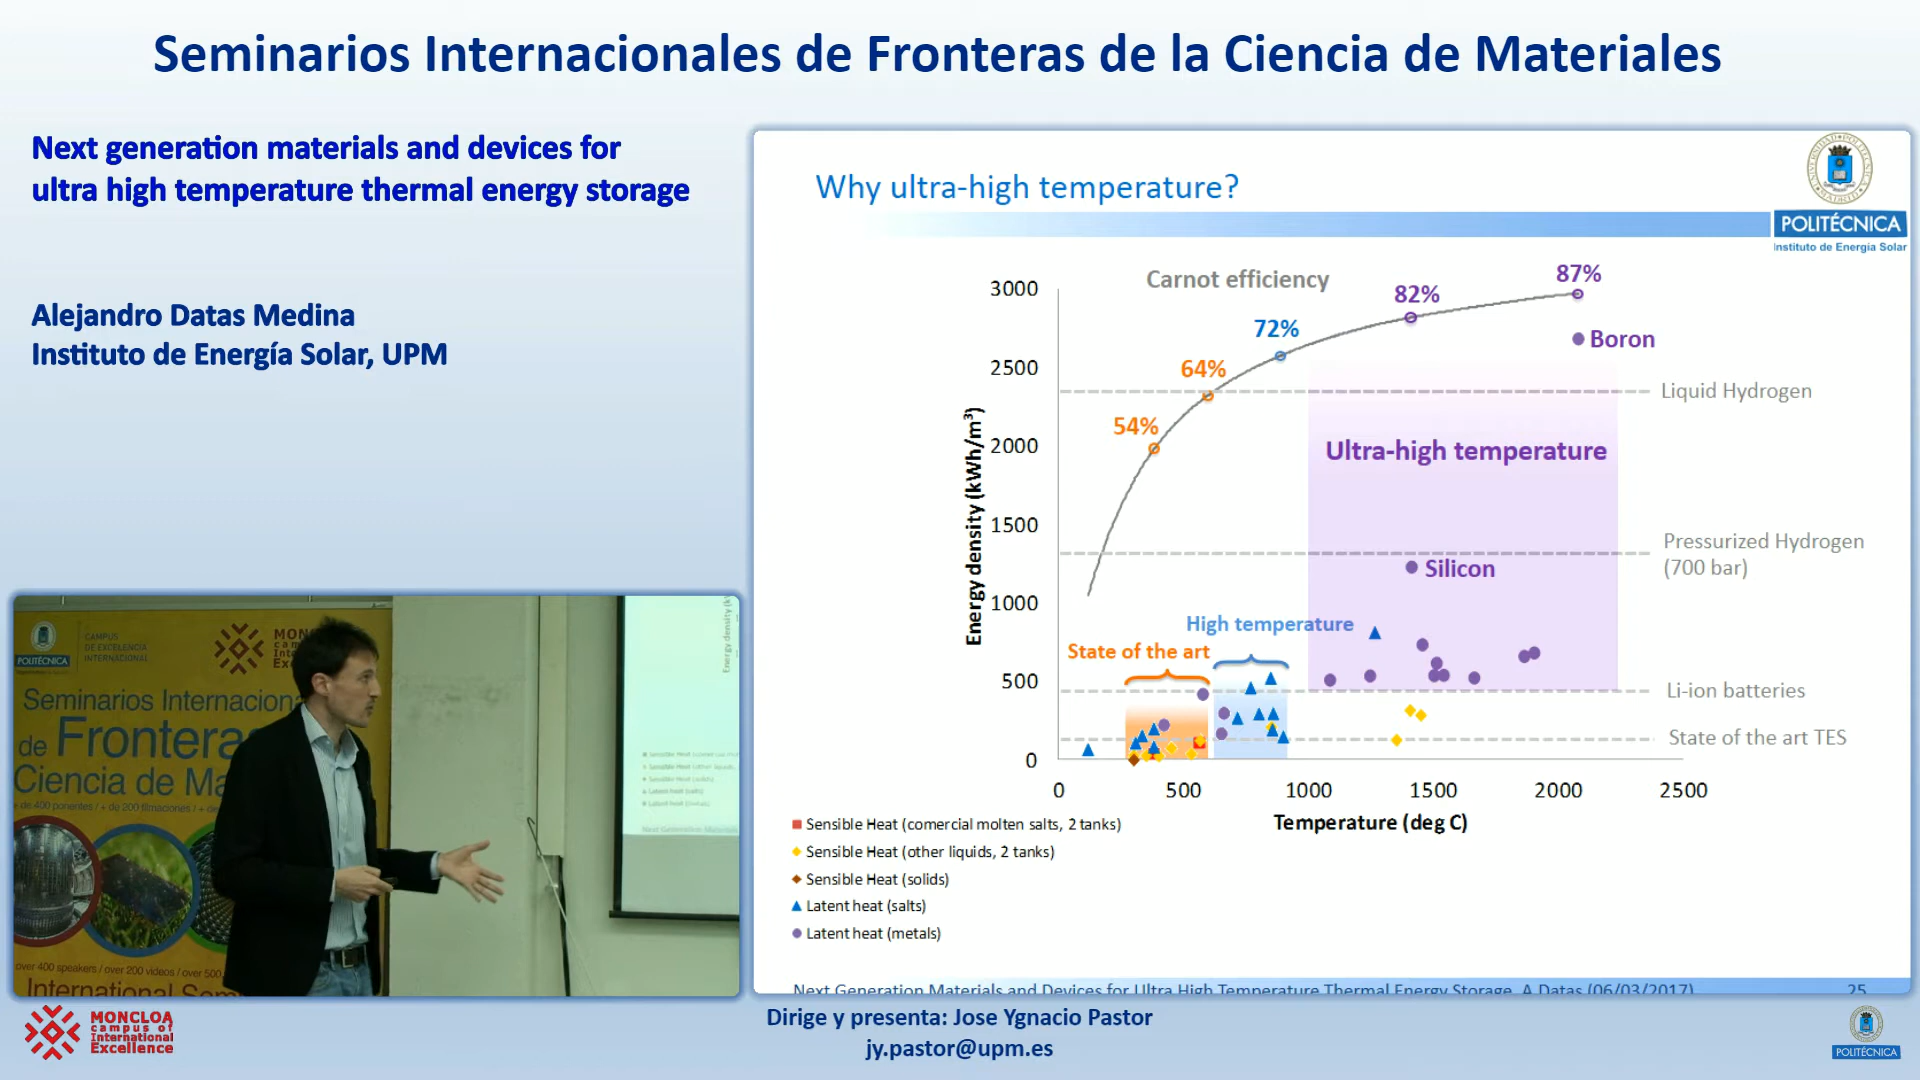 Seminarios Internacionales de Fronteras de la Ciencia de Materiales
Next generation materials and devices for
ultra high temperature thermal energy storage
Alejandro Datas Medina
Instituto de Energía Solar, UPM
Why ultra-high temperature?
POLITÉCNICA
Instituto de Energía Solar
Carnot efficiency
54%
64%
72%
82%
87%
3000
2500
2000
1500
1000
500
0
Energy density (kWh/m³)
Boron
Liquid Hydrogen
Ultra-high temperature
Pressurized Hydrogen
(700 bar)
Silicon
High temperature
State of the art
Li-ion batteries
State of the art TES
0
500
1000
1500
2000
2500
Temperature (deg C)
Sensible Heat (comercial molten salts, 2 tanks)
Sensible Heat (other liquids, 2 tanks)
Sensible Heat (solids)
Latent heat (salts)
Latent heat (metals)
Next Generation Materials and Devices for Ultra High Temperature Thermal Energy Storage. A Datas (06/03/2017)
25
POLITÉCNICA
CAMPUS
DE EXCELENCIA
INTERNACIONAL
Seminarios Internacion
de Fronteras
Ciencia de Ma
+ de 400 ponentes / + de 200 filmaciones / + de
over 400 speakers / over 200 videos / over 500
International Sem
MONCLOA
campus of
International
Excellence
Dirige y presenta: Jose Ygnacio Pastor
jy.pastor@upm.es
POLITÉCNICA